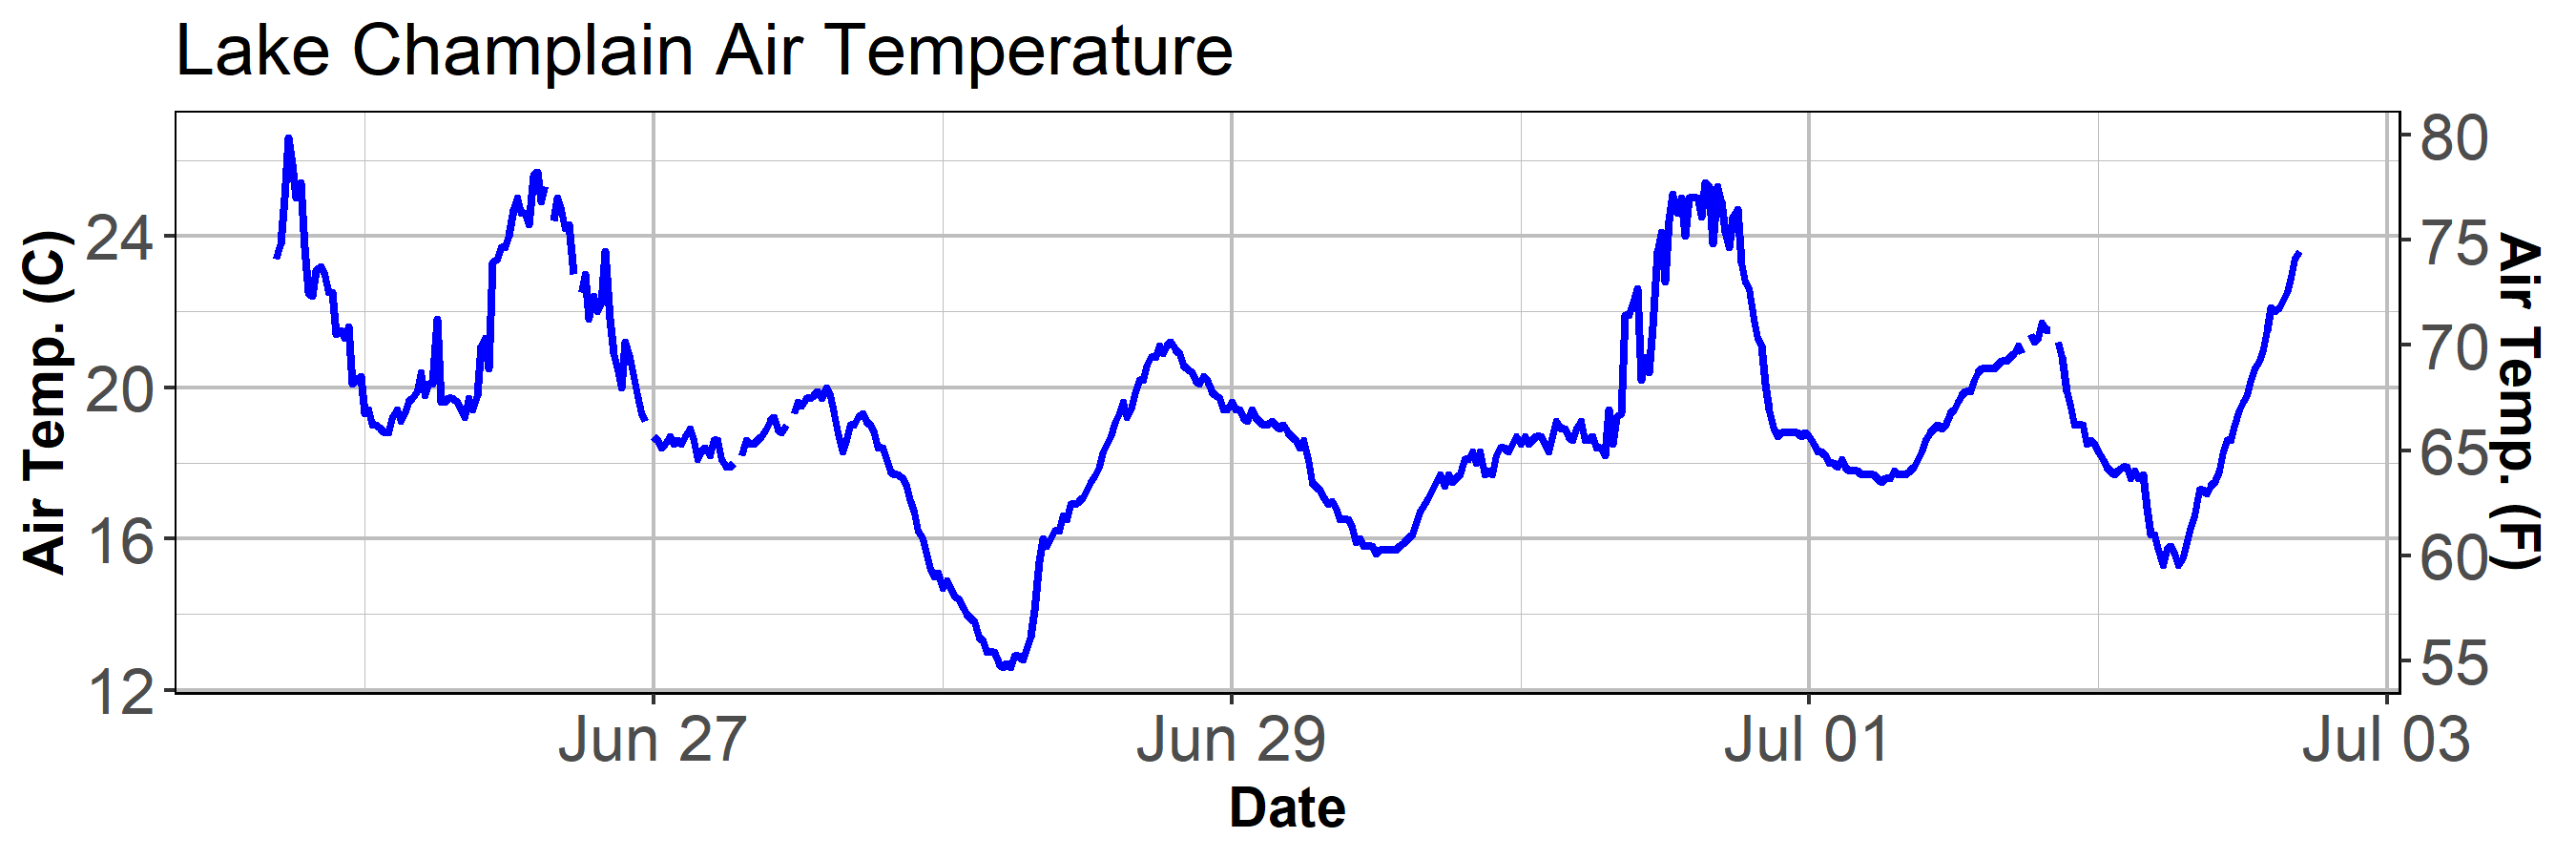 Lake Champlain Air Temperature
Air Temp. (C)
24
20
16
12
80
75
70
65
60
55
Air Temp. (F)
Jun 27
Jun 29
Jul 01
Jul 03
Date